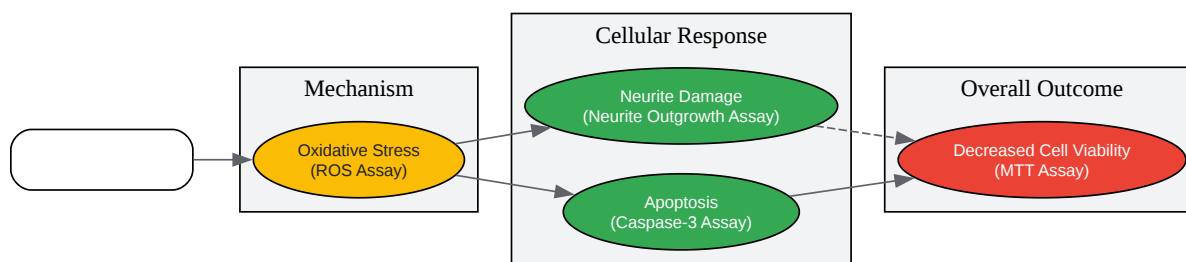 Mechanism
Oxidative Stress
(ROS Assay)
Cellular Response
Neurite Damage
(Neurite Outgrowth Assay)
Apoptosis
(Caspase-3 Assay)
Overall Outcome
Decreased Cell Viability
(MTT Assay)